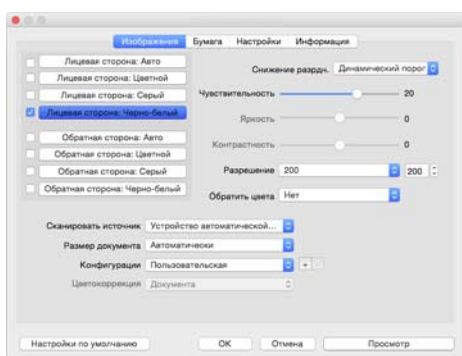 Изображение Бумага Настройки Информация
Лицевая сторона: Авто
Лицевая сторона: Цветной
Лицевая сторона: Серый
Лицевая сторона: Черно-белый
Обратная сторона: Авто
Обратная сторона: Цветной
Обратная сторона: Серый
Обратная сторона: Черно-белый
Снижение разрдн. Динамический порог
Чувствительность 20
Яркость 0
Контрастность 0
Разрешение 200 200
Обратить цвета Нет
Сканировать источник Устройство автоматической...
Размер документа Автоматически
Конфигурации Пользовательская + -
Цветокоррекция Документа
Настройки по умолчанию OK Отмена Просмотр